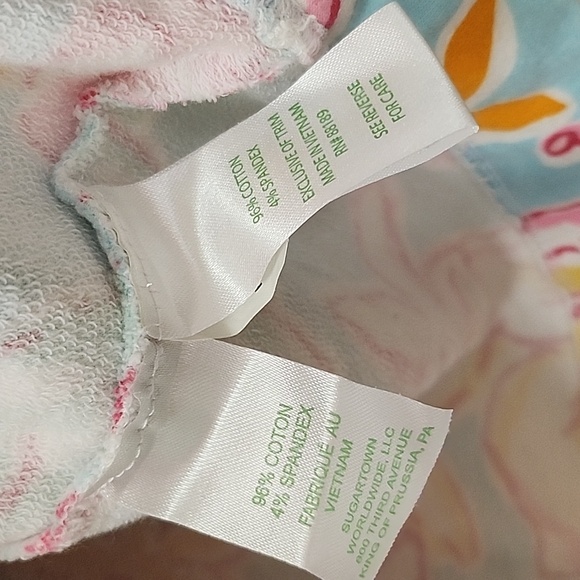 96% COTTON
4% SPANDEX
EXCLUSIVE OF TRIM
MADE IN VIETNAM
RN# 88189
SEE REVERSE
FOR CARE
96% COTON
4% SPANDEX
FABRIQUÉ AU
VIETNAM
SUGARTOWN
WORLDWIDE, LLC
800 THIRD AVENUE
KING OF PRUSSIA, PA